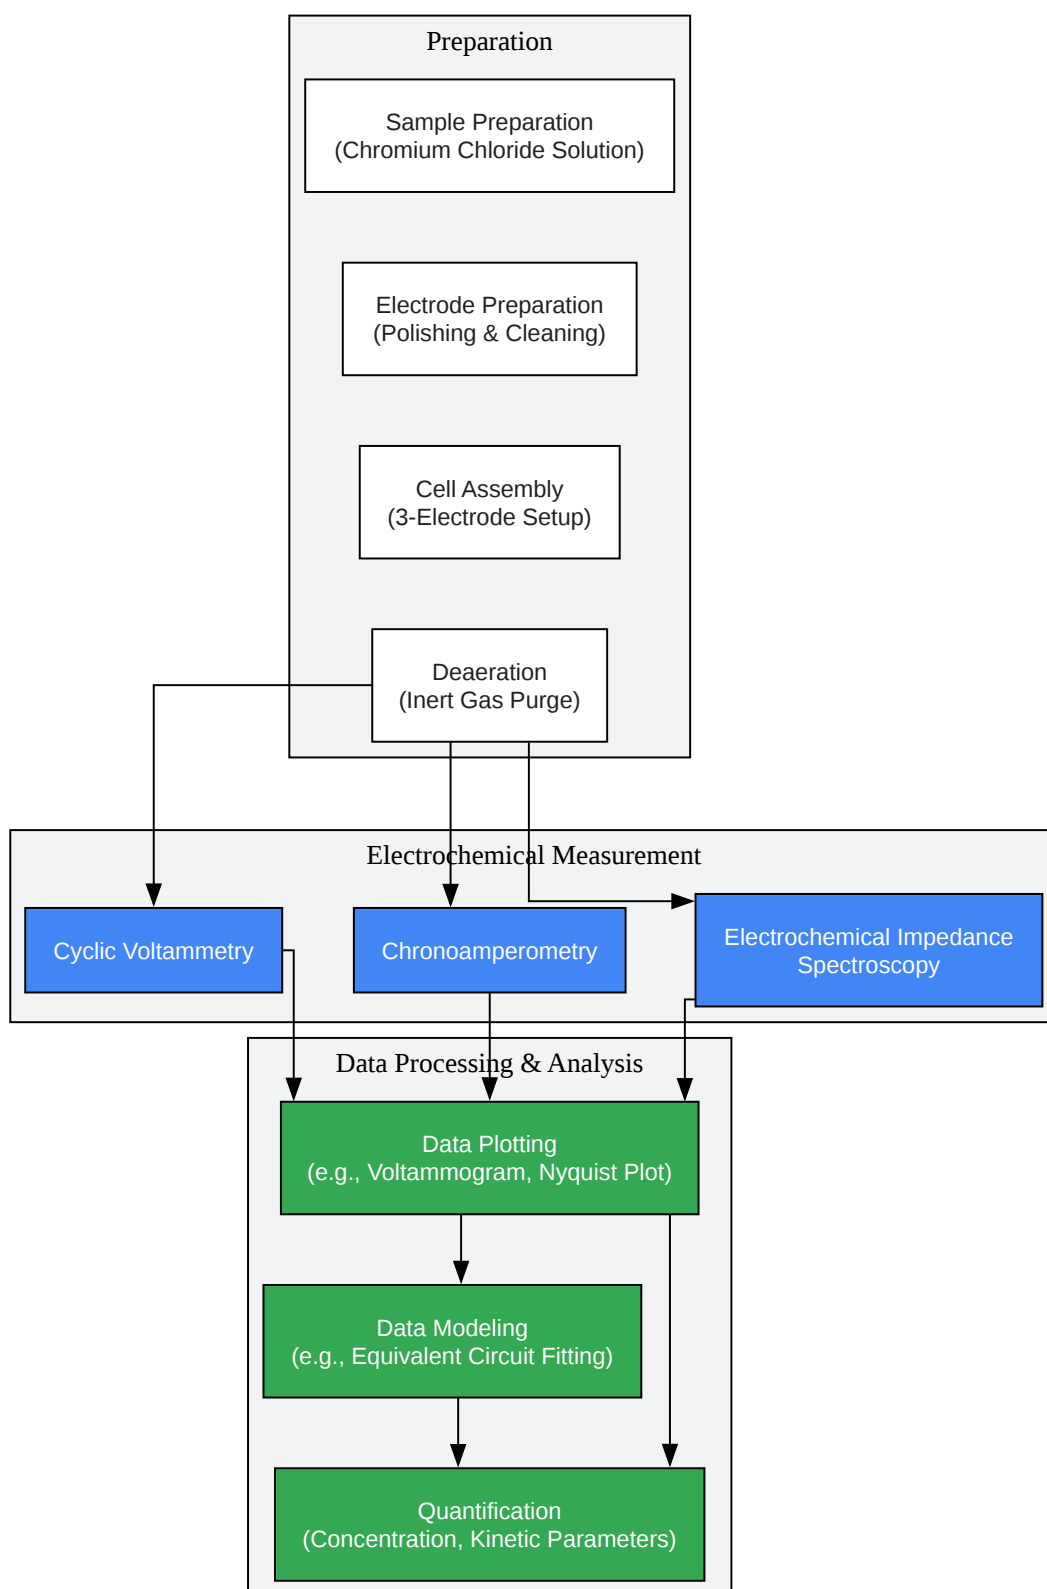 Preparation
Sample Preparation
(Chromium Chloride Solution)
Electrode Preparation
(Polishing & Cleaning)
Cell Assembly
(3-Electrode Setup)
Deaeration
(Inert Gas Purge)
Electrochemical Measurement
Cyclic Voltammetry
Chronoamperometry
Electrochemical Impedance
Spectroscopy
Data Processing & Analysis
Data Plotting
(e.g., Voltammogram, Nyquist Plot)
Data Modeling
(e.g., Equivalent Circuit Fitting)
Quantification
(Concentration, Kinetic Parameters)